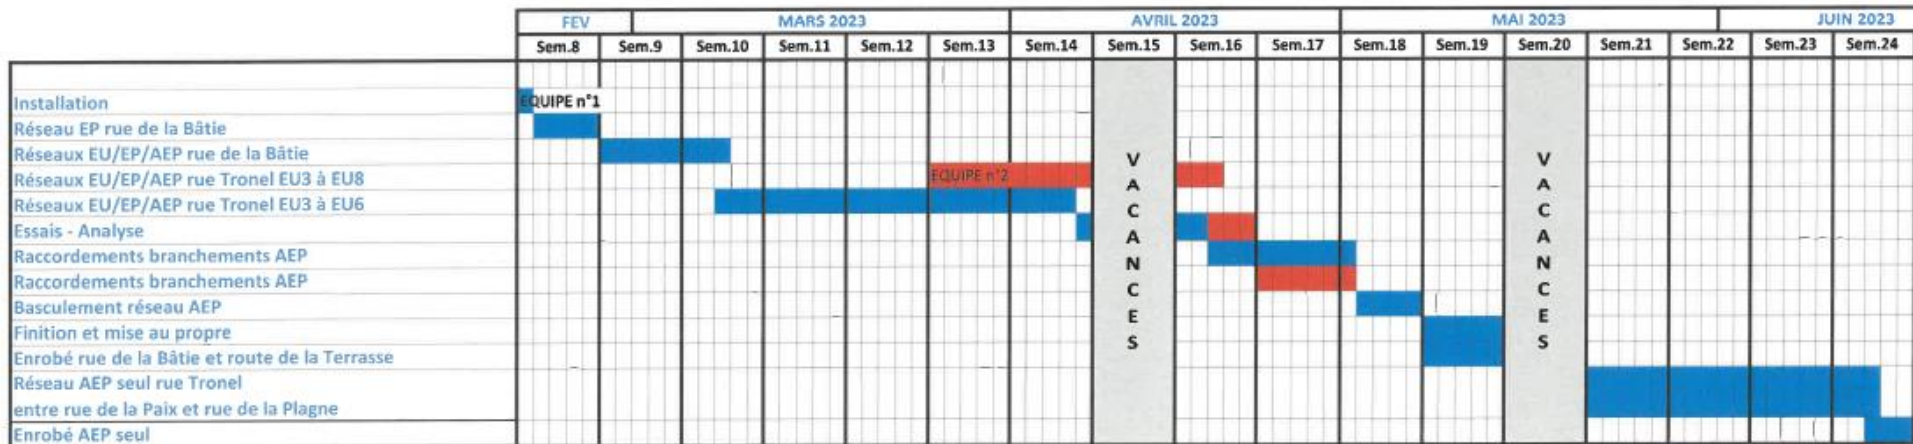 FEV MARS 2023 AVRIL 2023 MAI 2023 JUIN 2023
Sem.8 Sem.9 Sem.10 Sem.11 Sem.12 Sem.13 Sem.14 Sem.15 Sem.16 Sem.17 Sem.18 Sem.19 Sem.20 Sem.21 Sem.22 Sem.23 Sem.24
Installation
EQUIPE n°1
Réseau EP rue de la Bâtie
Réseaux EU/EP/AEP rue de la Bâtie
Réseaux EU/EP/AEP rue Tronel EU3 à EU8
EQUIPE n°2
Réseaux EU/EP/AEP rue Tronel EU3 à EU6
Essais - Analyse
Raccordements branchements AEP
Raccordements branchements AEP
Basculement réseau AEP
Finition et mise au propre
Enrobé rue de la Bâtie et route de la Terrasse
Réseau AEP seul rue Tronel
entre rue de la Paix et rue de la Plagne
Enrobé AEP seul
VACANCES
VACANCES